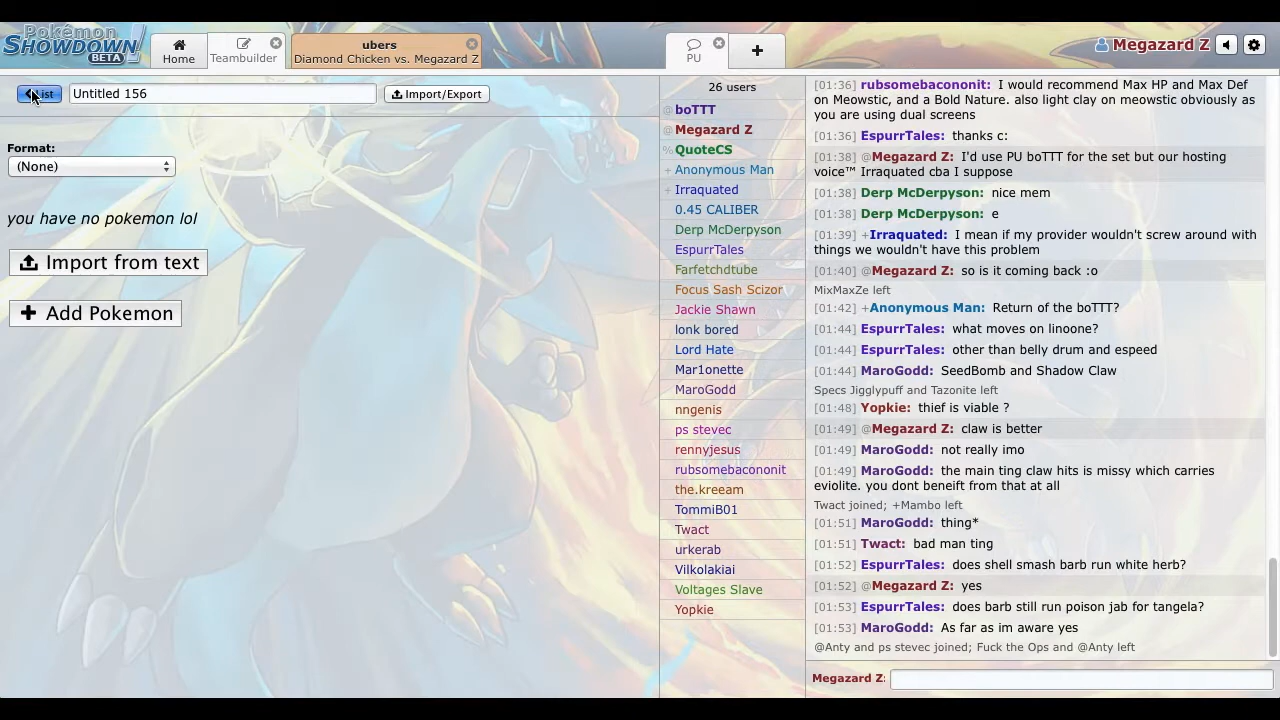 Pokémon
SHOWDOWN!
BETA
Home
Teambuilder
ubers
Diamond Chicken vs. Megazard Z
PU
Megazard Z
List
Untitled 156
Import/Export
Format:
(None)
you have no pokemon lol
Import from text
Add Pokemon
26 users
@boTTT
@Megazard Z
%QuoteCS
+Anonymous Man
+Irraquated
0.45 CALIBER
Derp McDerpyson
EspurrTales
Farfetchdtube
Focus Sash Scizor
Jackie Shawn
lonk bored
Lord Hate
Mar1onette
MaroGodd
nngenis
ps stevec
rennyjesus
rubsomebacononit
the.kreeam
TommiB01
Twact
urkerab
Vilkolakiai
Voltages Slave
Yopkie
[01:36] rubsomebacononit: I would recommend Max HP and Max Def
on Meowstic, and a Bold Nature. also light clay on meowstic obviously as
you are using dual screens
[01:36] EspurrTales: thanks c:
[01:38] @Megazard Z: I'd use PU boTTT for the set but our hosting
voice™ Irraquated cba I suppose
[01:38] Derp McDerpyson: nice mem
[01:38] Derp McDerpyson: e
[01:39] +Irraquated: I mean if my provider wouldn't screw around with
things we wouldn't have this problem
[01:40] @Megazard Z: so is it coming back :o
MixMaxZe left
[01:42] +Anonymous Man: Return of the boTTT?
[01:44] EspurrTales: what moves on linoone?
[01:44] EspurrTales: other than belly drum and espeed
[01:44] MaroGodd: SeedBomb and Shadow Claw
Specs Jigglypuff and Tazonite left
[01:48] Yopkie: thief is viable ?
[01:49] @Megazard Z: claw is better
[01:49] MaroGodd: not really imo
[01:49] MaroGodd: the main ting claw hits is missy which carries
eviolite. you dont beneift from that at all
Twact joined; +Mambo left
[01:51] MaroGodd: thing*
[01:51] Twact: bad man ting
[01:52] EspurrTales: does shell smash barb run white herb?
[01:52] @Megazard Z: yes
[01:53] EspurrTales: does barb still run poison jab for tangela?
[01:53] MaroGodd: As far as im aware yes
@Anty and ps stevec joined; Fuck the Ops and @Anty left
Megazard Z: